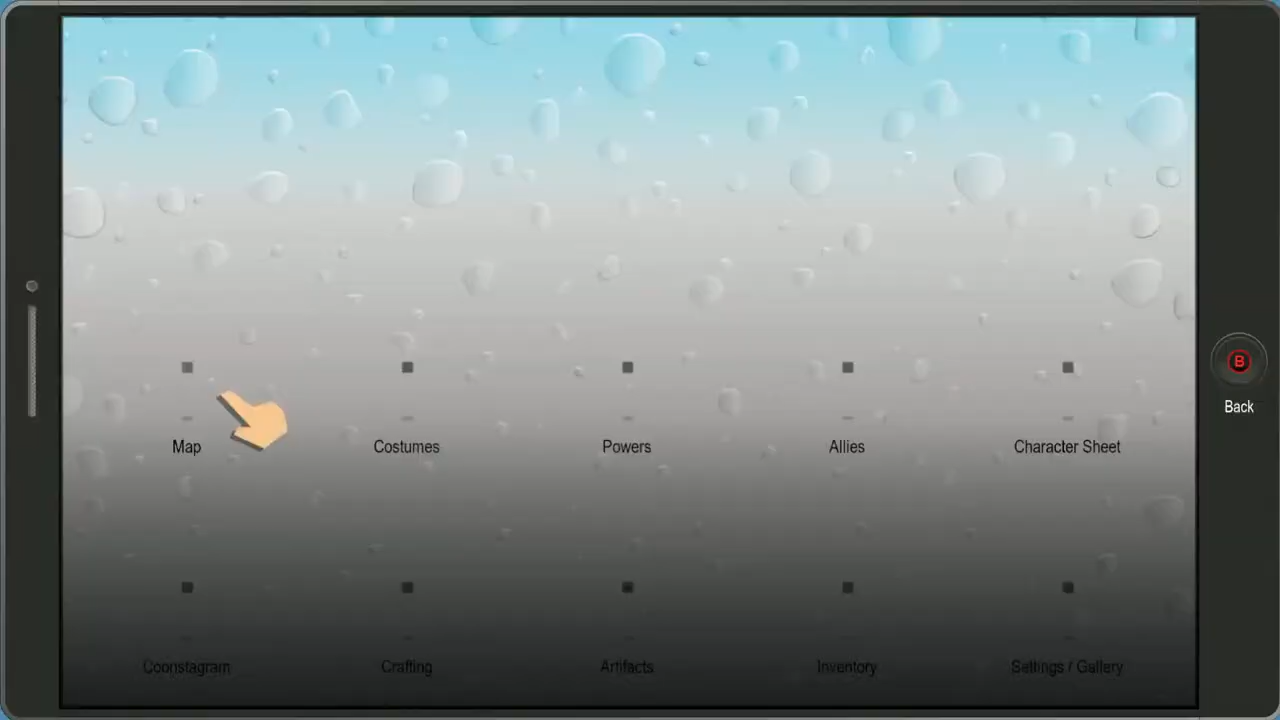 B
Back
Map
Costumes
Powers
Allies
Character Sheet
Coonstagram
Crafting
Artifacts
Inventory
Settings / Gallery